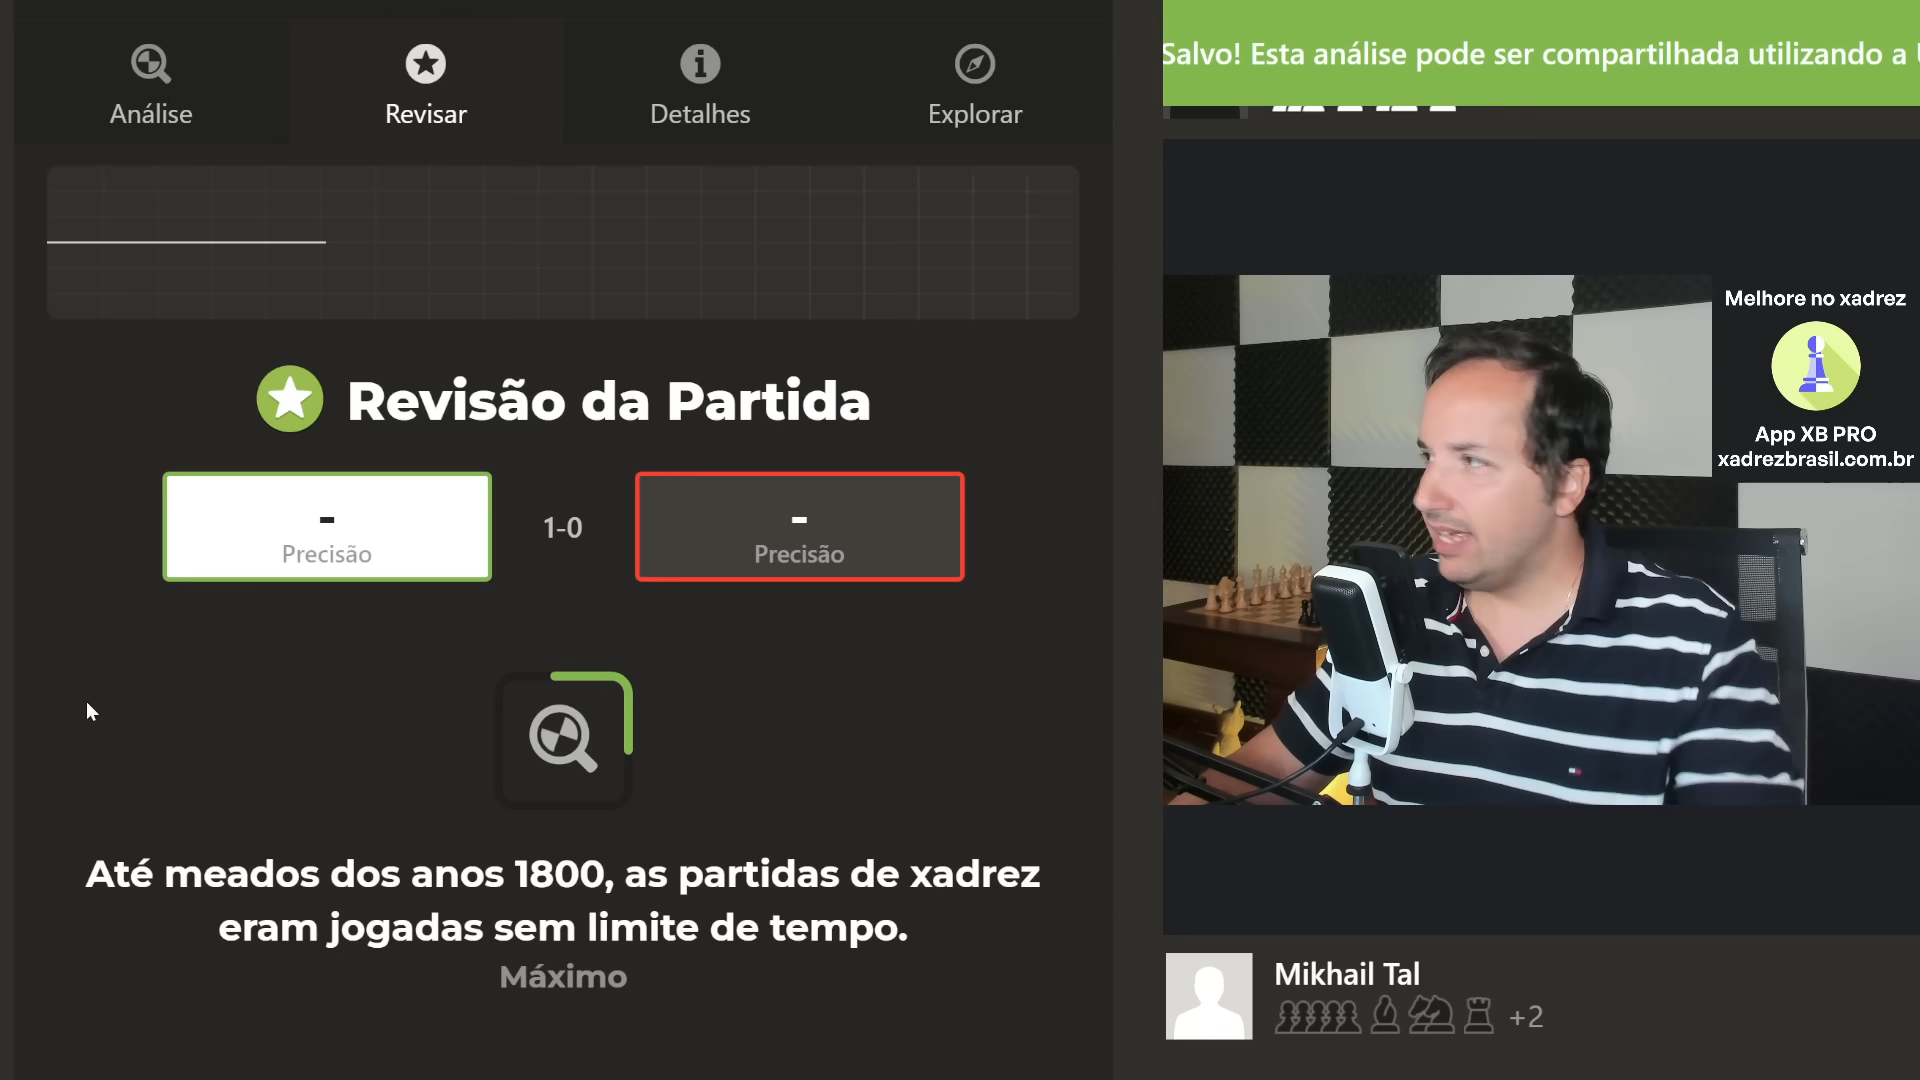 Análise
Revisar
Detalhes
Explorar
Salvo! Esta análise pode ser compartilhada utilizando a
Revisão da Partida
-
Precisão
1-0
-
Precisão
Até meados dos anos 1800, as partidas de xadrez
eram jogadas sem limite de tempo.
Máximo
Melhore no xadrez
App XB PRO
xadrezbrasil.com.br
Mikhail Tal
+2